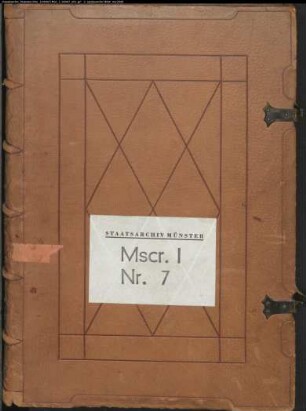 STAATSARCHIV MÜNSTER
Mscr. I
Nr. 7